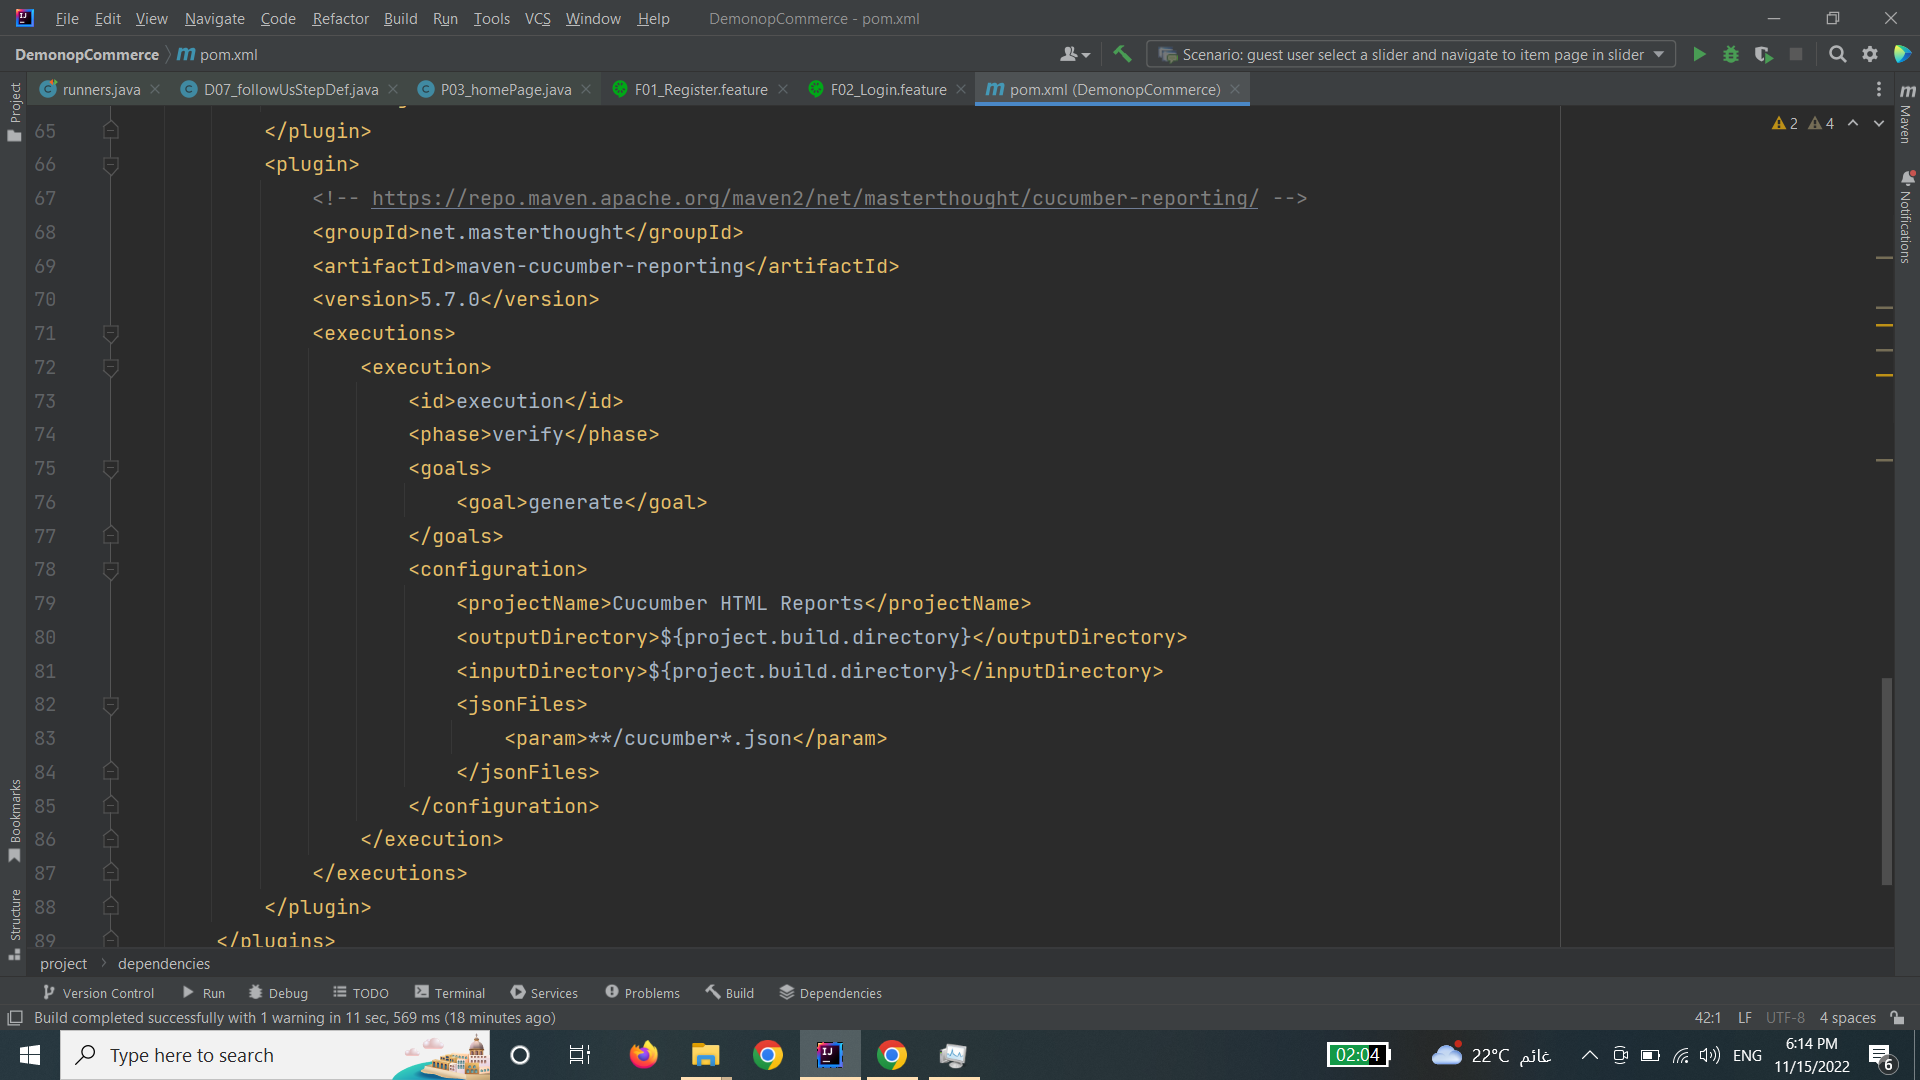 File Edit View Navigate Code Refactor Build Run Tools VCS Window Help DemonopCommerce - pom.xml
DemonopCommerce pom.xml Scenario: guest user select a slider and navigate to item page in slider
runners.java D07_followUsStepDef.java P03_homePage.java F01_Register.feature F02_Login.feature pom.xml (DemonopCommerce)
Project
Bookmarks
Structure
Maven
Notifications
2 4
65 </plugin>
66 <plugin>
67 <!-- https://repo.maven.apache.org/maven2/net/masterthought/cucumber-reporting/ -->
68 <groupId>net.masterthought</groupId>
69 <artifactId>maven-cucumber-reporting</artifactId>
70 <version>5.7.0</version>
71 <executions>
72 <execution>
73 <id>execution</id>
74 <phase>verify</phase>
75 <goals>
76 <goal>generate</goal>
77 </goals>
78 <configuration>
79 <projectName>Cucumber HTML Reports</projectName>
80 <outputDirectory>${project.build.directory}</outputDirectory>
81 <inputDirectory>${project.build.directory}</inputDirectory>
82 <jsonFiles>
83 <param>**/cucumber*.json</param>
84 </jsonFiles>
85 </configuration>
86 </execution>
87 </executions>
88 </plugin>
89 </plugins>
project dependencies
Version Control Run Debug TODO Terminal Services Problems Build Dependencies
Build completed successfully with 1 warning in 11 sec, 569 ms (18 minutes ago) 42:1 LF UTF-8 4 spaces
Type here to search 02:04 22°C غائم ENG 6:14 PM
11/15/2022 6